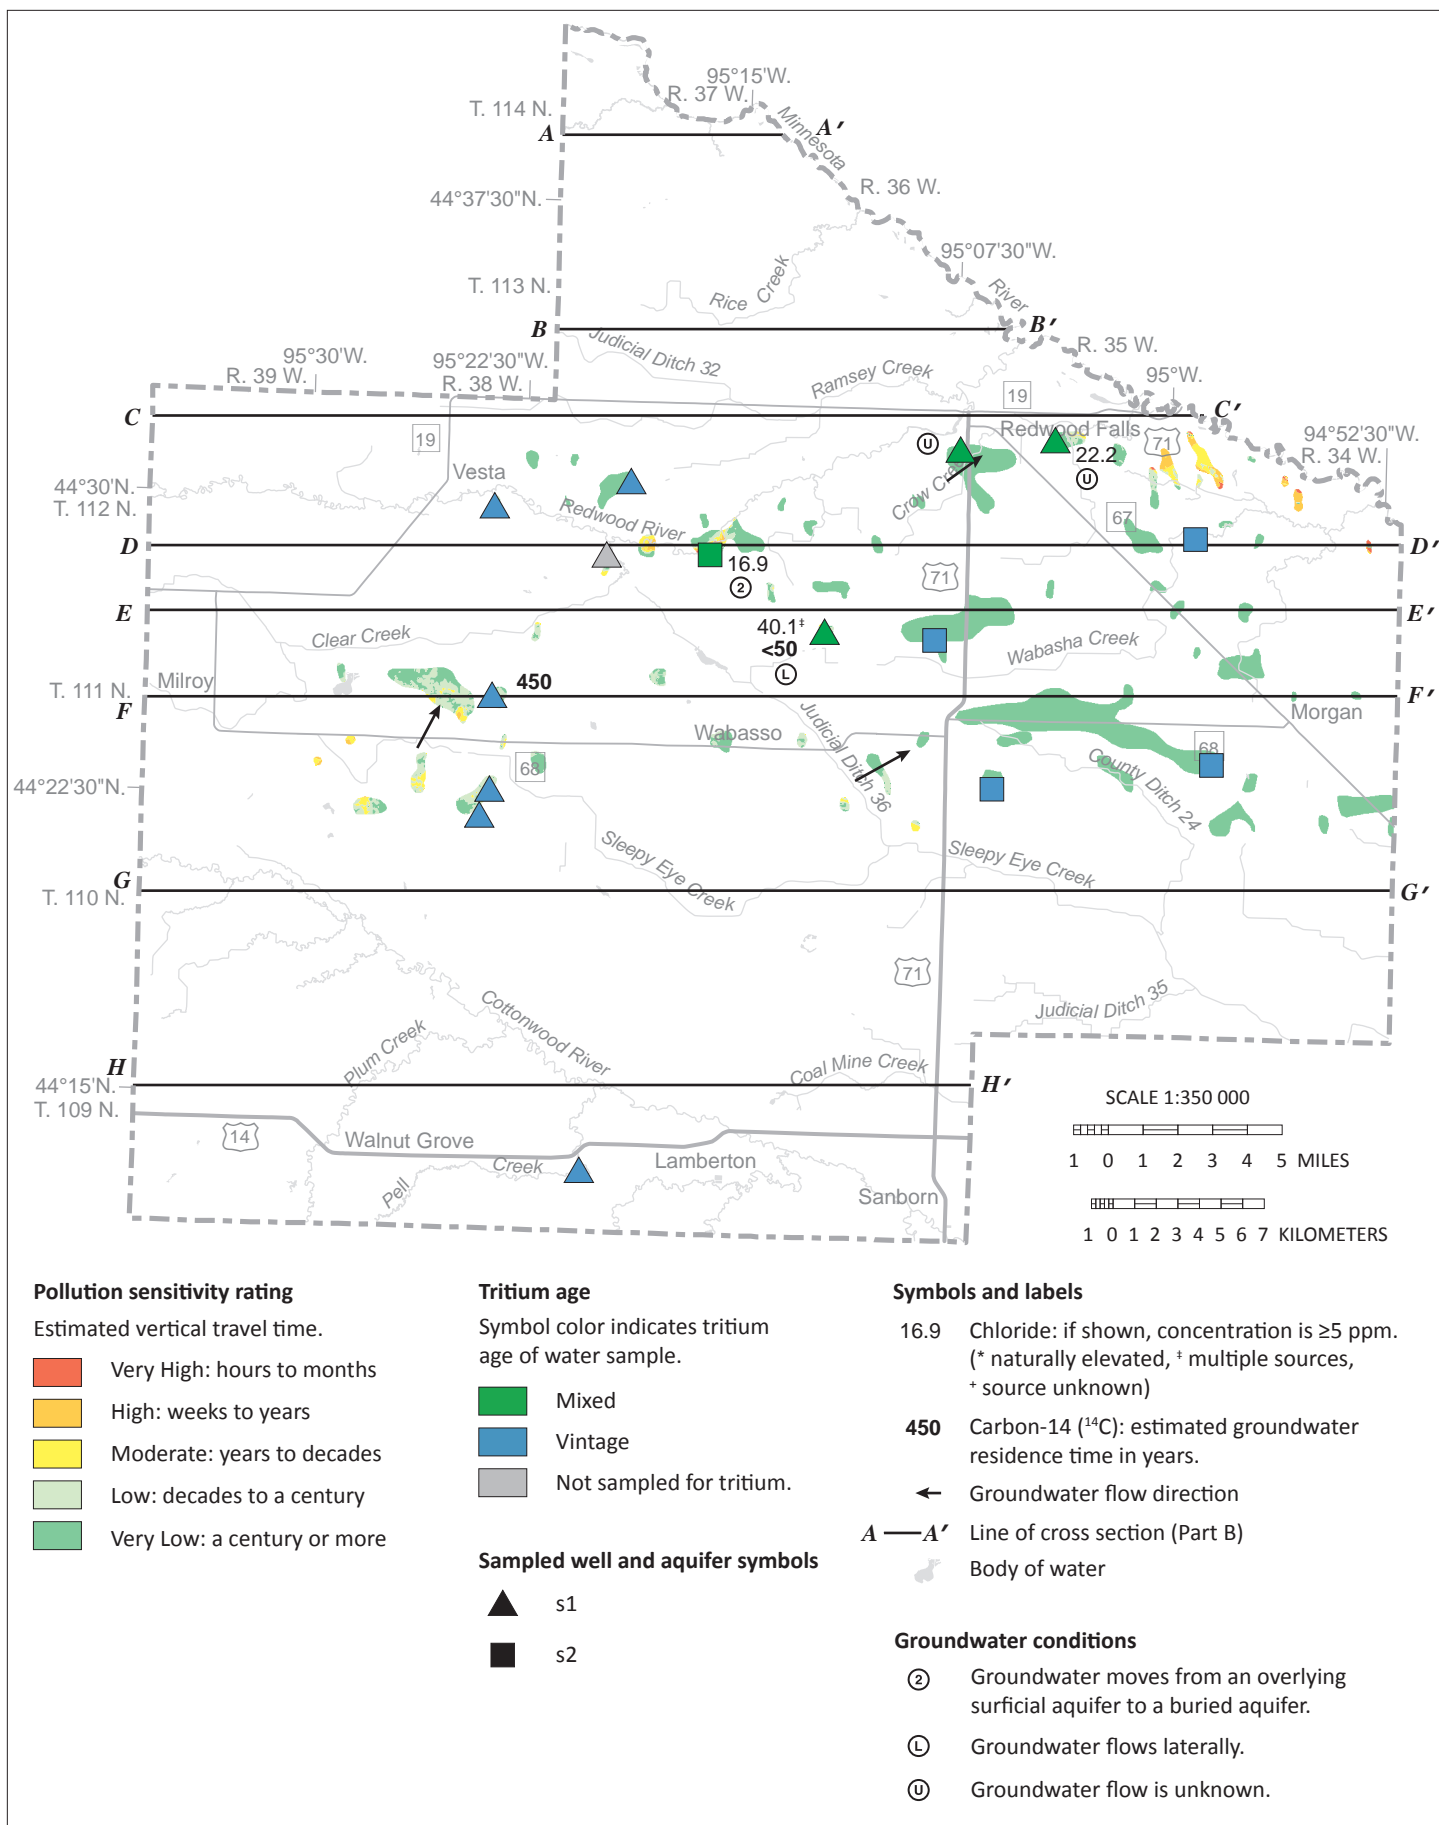 95°15'W.
R. 37 W.
T. 114 N.
A
A′
Minnesota
44°37'30"N.
R. 36 W.
95°07'30"W.
T. 113 N.
Rice Creek
River
B
B′
Judicial Ditch 32
R. 35 W.
95°30'W.
95°22'30"W.
R. 39 W.
R. 38 W.
Ramsey Creek
95°W.
19
C
C′
19
Redwood Falls
71
94°52'30"W.
R. 34 W.
U
22.2
U
Vesta
44°30'N.
T. 112 N.
Crow Creek
Redwood River
67
D
D′
16.9
2
71
E
E′
40.1‡
<50
L
Clear Creek
Wabasha Creek
Milroy
T. 111 N.
450
F
F′
Morgan
Judicial Ditch 36
Wabasso
68
68
County Ditch 24
44°22'30"N.
Sleepy Eye Creek
Sleepy Eye Creek
G
G′
T. 110 N.
71
Cottonwood River
Judicial Ditch 35
Plum Creek
Coal Mine Creek
H
H′
44°15'N.
T. 109 N.
14
Walnut Grove
Lamberton
Pell Creek
Sanborn
SCALE 1:350 000
1 0 1 2 3 4 5 MILES
1 0 1 2 3 4 5 6 7 KILOMETERS
Pollution sensitivity rating
Estimated vertical travel time.
Very High: hours to months
High: weeks to years
Moderate: years to decades
Low: decades to a century
Very Low: a century or more
Tritium age
Symbol color indicates tritium
age of water sample.
Mixed
Vintage
Not sampled for tritium.
Sampled well and aquifer symbols
s1
s2
Symbols and labels
16.9 Chloride: if shown, concentration is ≥5 ppm.
(* naturally elevated, ‡ multiple sources,
+ source unknown)
450 Carbon-14 (¹⁴C): estimated groundwater
residence time in years.
Groundwater flow direction
A A′ Line of cross section (Part B)
Body of water
Groundwater conditions
2 Groundwater moves from an overlying
surficial aquifer to a buried aquifer.
L Groundwater flows laterally.
U Groundwater flow is unknown.